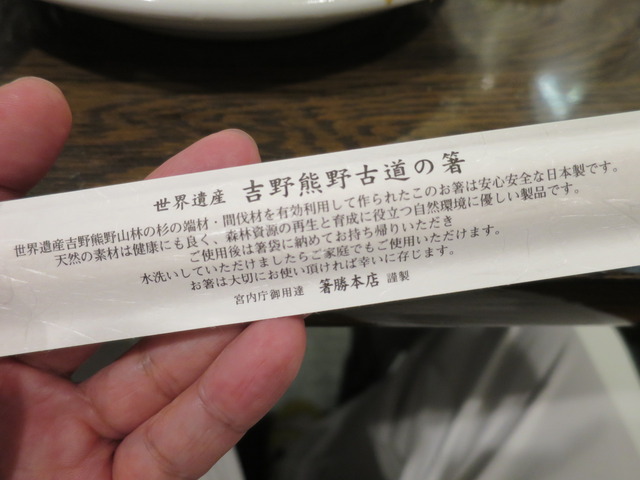 世界遺産 吉野熊野古道の箸
世界遺産吉野熊野山林の杉の端材・間伐材を有効利用して作られたこのお箸は安心安全な日本製です。
天然の素材は健康にも良く、森林資源の再生と育成に役立つ自然環境に優しい製品です。
ご使用後は箸袋に納めてお持ち帰りいただき
水洗いしていただけましたらご家庭でもご使用いただけます。
お箸は大切にお使い頂ければ幸いに存じます。
宮内庁御用達 箸勝本店 謹製